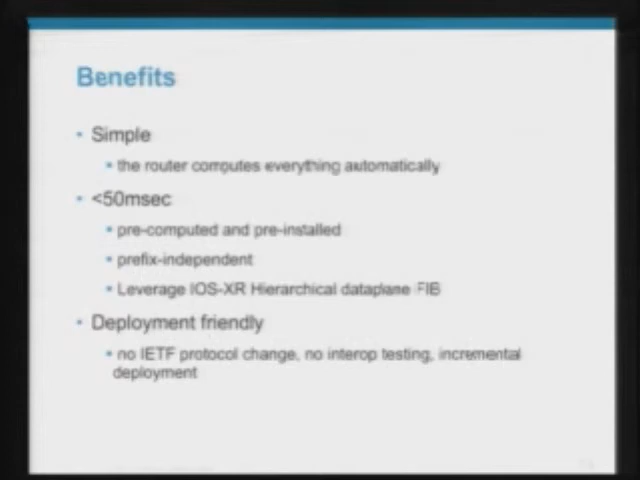 Benefits
• Simple
• the router computes everything automatically
• <50msec
• pre-computed and pre-installed
• prefix-independent
• Leverage IOS-XR Hierarchical dataplane FIB
• Deployment friendly
• no IETF protocol change, no interop testing, incremental
deployment